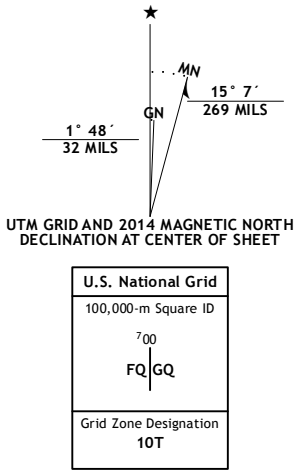 ★
MN
GN
15° 7´
269 MILS
1° 48´
32 MILS
UTM GRID AND 2014 MAGNETIC NORTH
DECLINATION AT CENTER OF SHEET
U.S. National Grid
100,000-m Square ID
⁷00
FQ GQ
Grid Zone Designation
10T